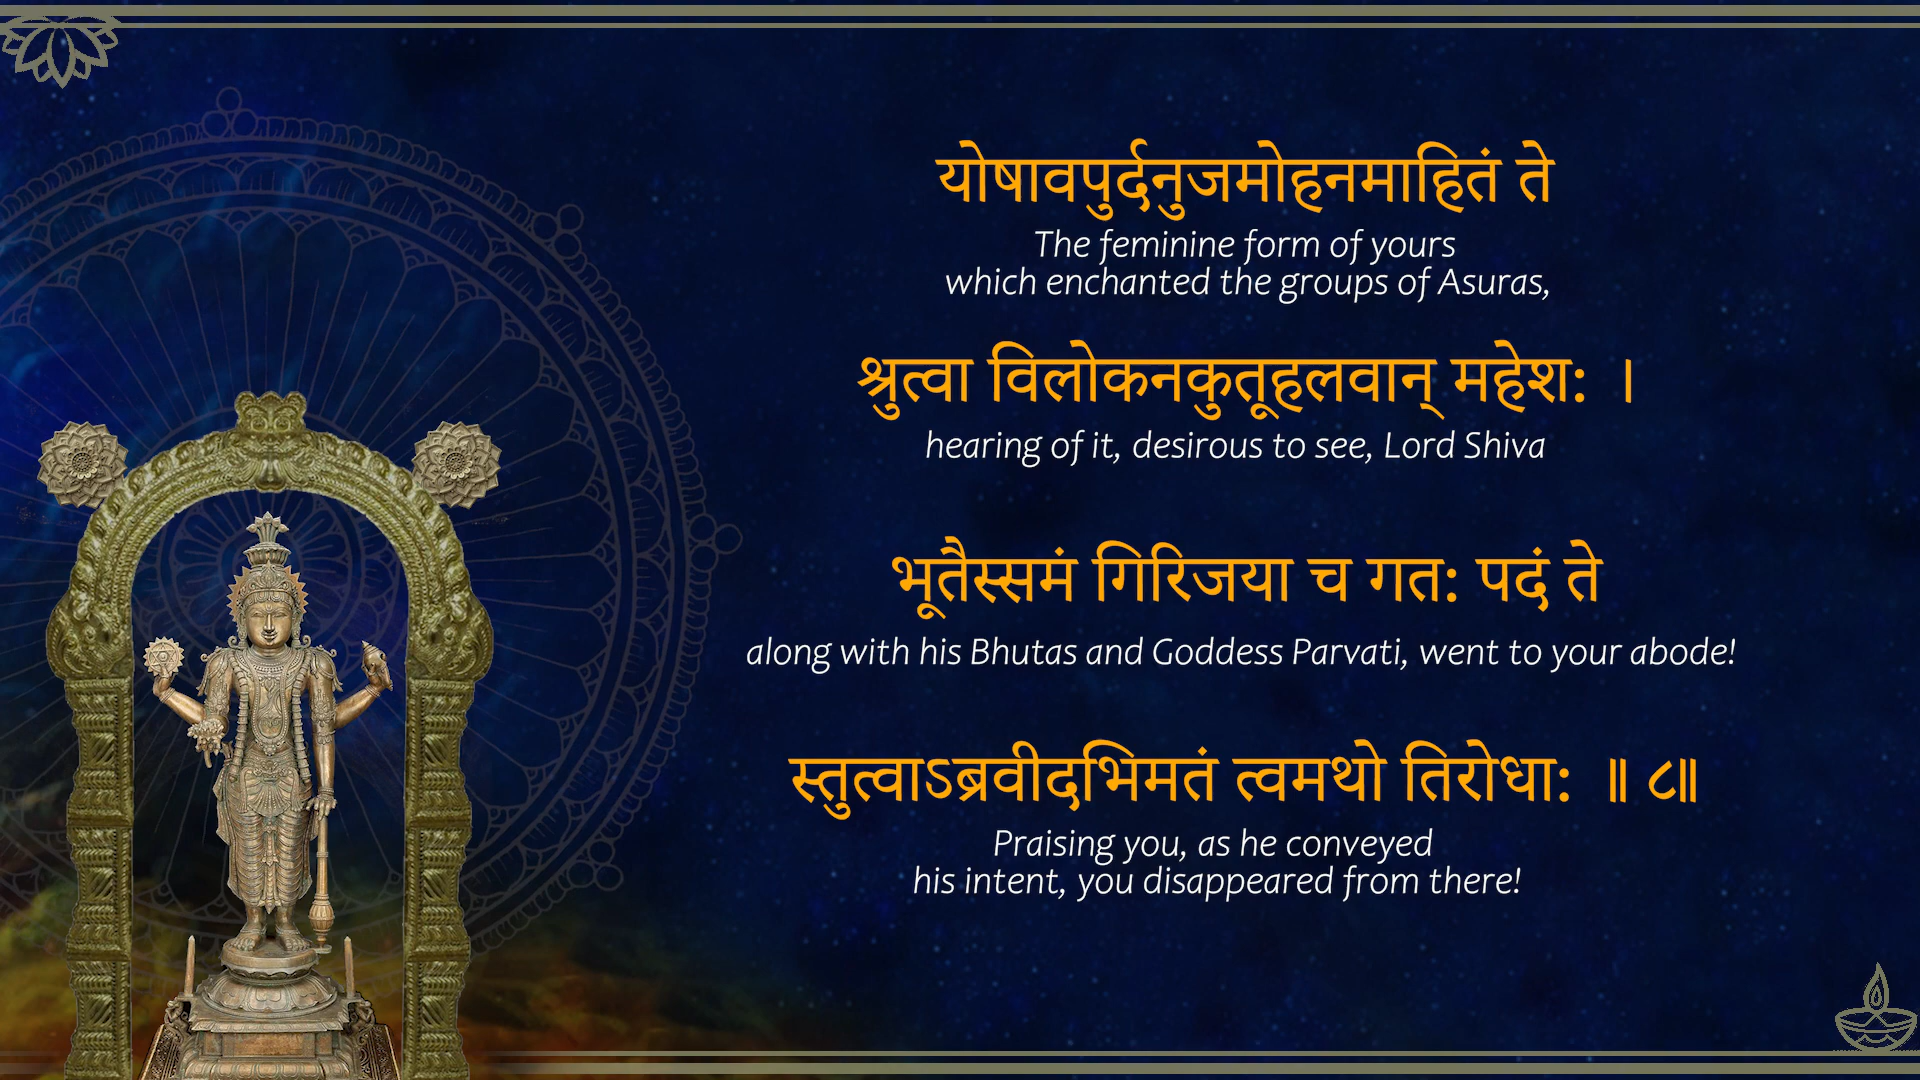 योषावपुर्दनुजमोहनमाहितं ते
The feminine form of yours
which enchanted the groups of Asuras,
श्रुत्वा विलोकनकुतूहलवान् महेश: ।
hearing of it, desirous to see, Lord Shiva
भूतैस्समं गिरिजया च गत: पदं ते
along with his Bhutas and Goddess Parvati, went to your abode!
स्तुत्वाऽब्रवीदभिमतं त्वमथो तिरोधा: ॥ ८॥
Praising you, as he conveyed
his intent, you disappeared from there!